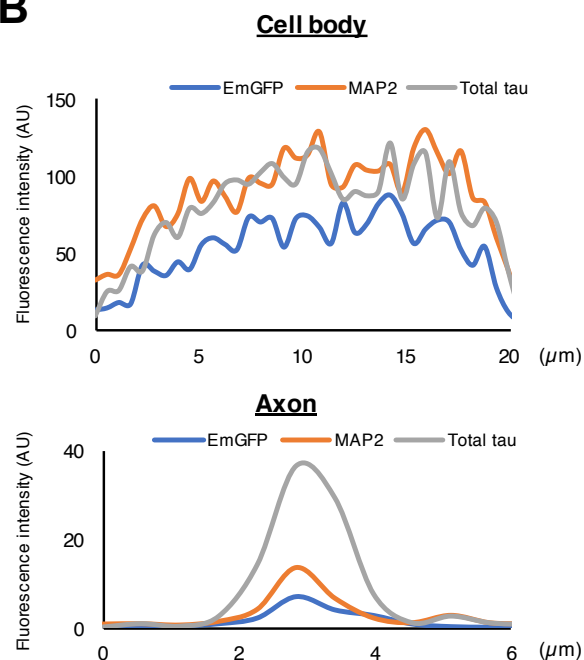 B
Cell body
EmGFP MAP2 Total tau
Fluorescence intensity (AU)
150
100
50
0
0 5 10 15 20 (µm)
Axon
EmGFP MAP2 Total tau
Fluorescence intensity (AU)
40
20
0
0 2 4 6 (µm)